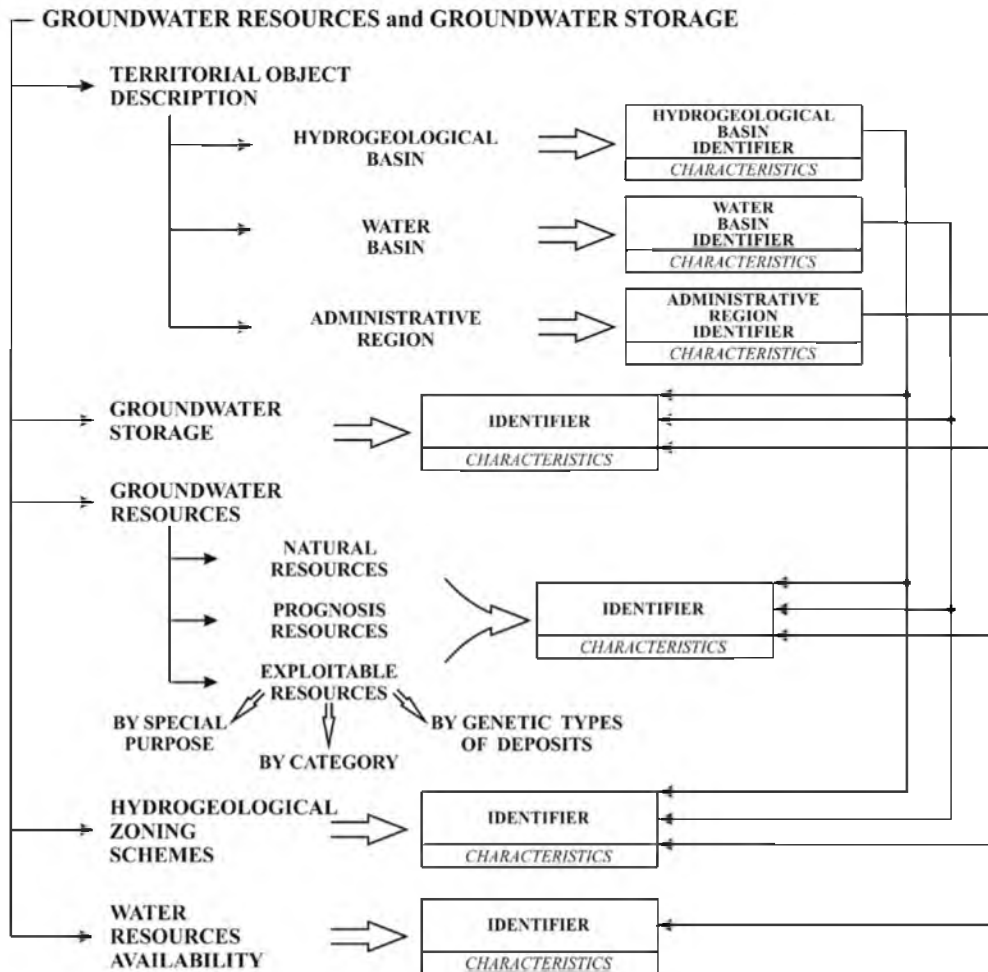 GROUNDWATER RESOURCES and GROUNDWATER STORAGE
TERRITORIAL OBJECT
DESCRIPTION
HYDROGEOLOGICAL
BASIN
HYDROGEOLOGICAL
BASIN
IDENTIFIER
CHARACTERISTICS
WATER
BASIN
WATER
BASIN
IDENTIFIER
CHARACTERISTICS
ADMINISTRATIVE
REGION
ADMINISTRATIVE
REGION
IDENTIFIER
CHARACTERISTICS
GROUNDWATER
STORAGE
IDENTIFIER
CHARACTERISTICS
GROUNDWATER
RESOURCES
NATURAL
RESOURCES
PROGNOSIS
RESOURCES
EXPLOITABLE
RESOURCES
IDENTIFIER
CHARACTERISTICS
BY SPECIAL
PURPOSE
BY CATEGORY
BY GENETIC TYPES
OF DEPOSITS
HYDROGEOLOGICAL
ZONING
SCHEMES
IDENTIFIER
CHARACTERISTICS
WATER
RESOURCES
AVAILABILITY
IDENTIFIER
CHARACTERISTICS